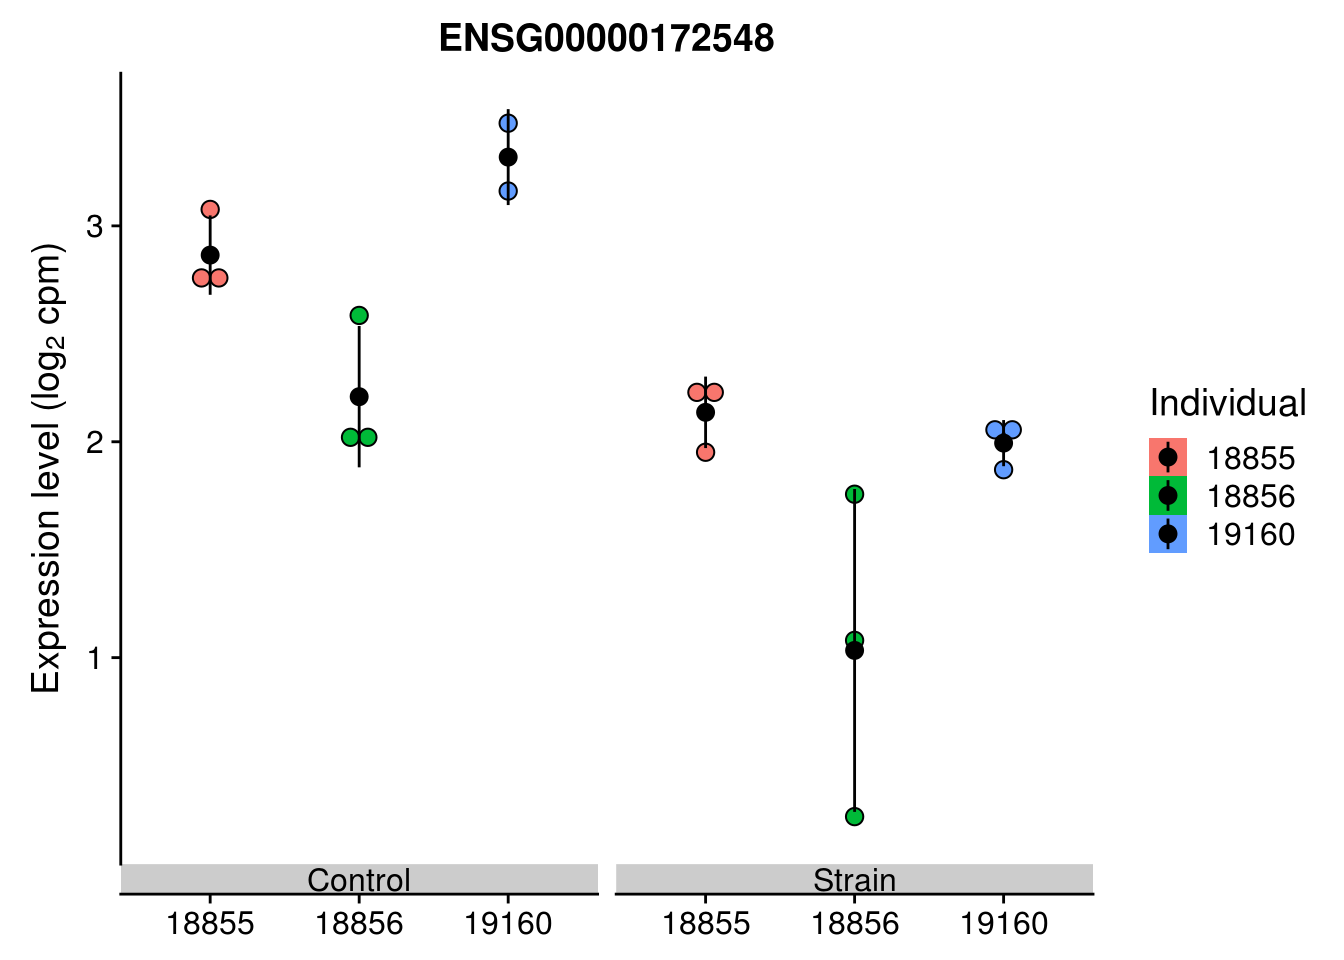 ENSG00000172548
Expression level (log₂ cpm)
3
2
1
Control
Strain
18855
18856
19160
18855
18856
19160
Individual
18855
18856
19160